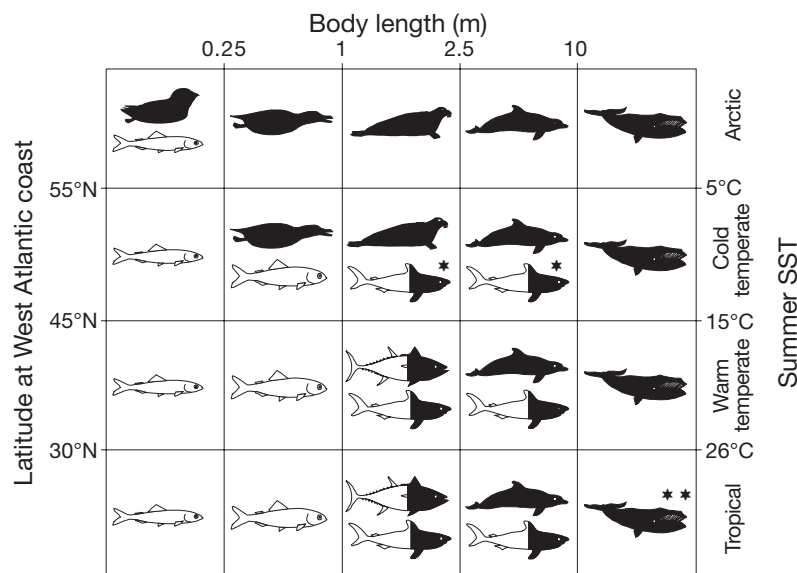 Body length (m)
0.25 1 2.5 10
Latitude at West Atlantic coast
55°N
45°N
30°N
Arctic
5°C
Cold
temperate
15°C
Warm
temperate
26°C
Tropical
Summer SST